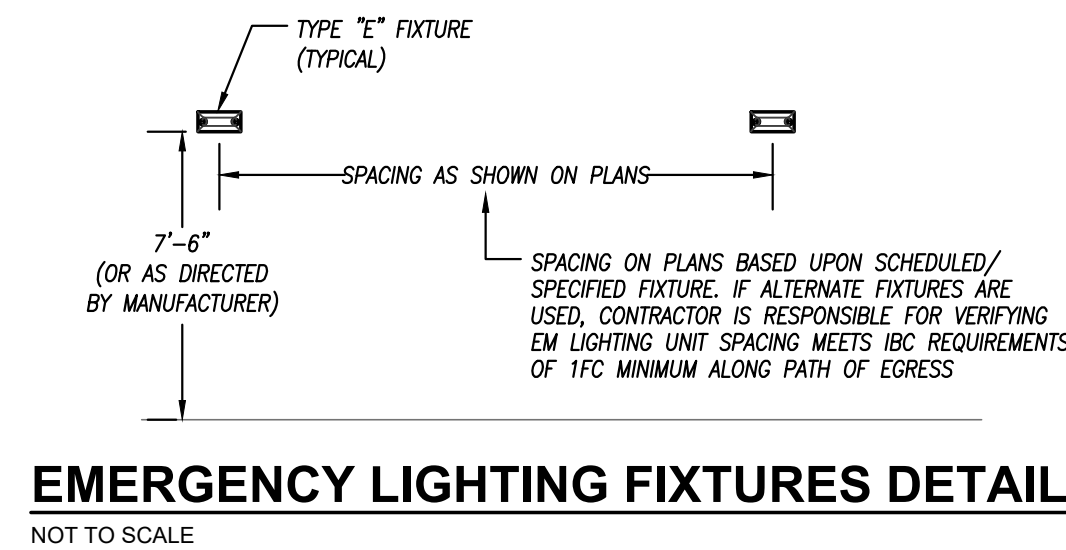 TYPE "E" FIXTURE
(TYPICAL)
SPACING AS SHOWN ON PLANS
7'-6"
(OR AS DIRECTED
BY MANUFACTURER)
SPACING ON PLANS BASED UPON SCHEDULED/
SPECIFIED FIXTURE. IF ALTERNATE FIXTURES ARE
USED, CONTRACTOR IS RESPONSIBLE FOR VERIFYING
EM LIGHTING UNIT SPACING MEETS IBC REQUIREMENTS
OF 1FC MINIMUM ALONG PATH OF EGRESS
EMERGENCY LIGHTING FIXTURES DETAIL
NOT TO SCALE